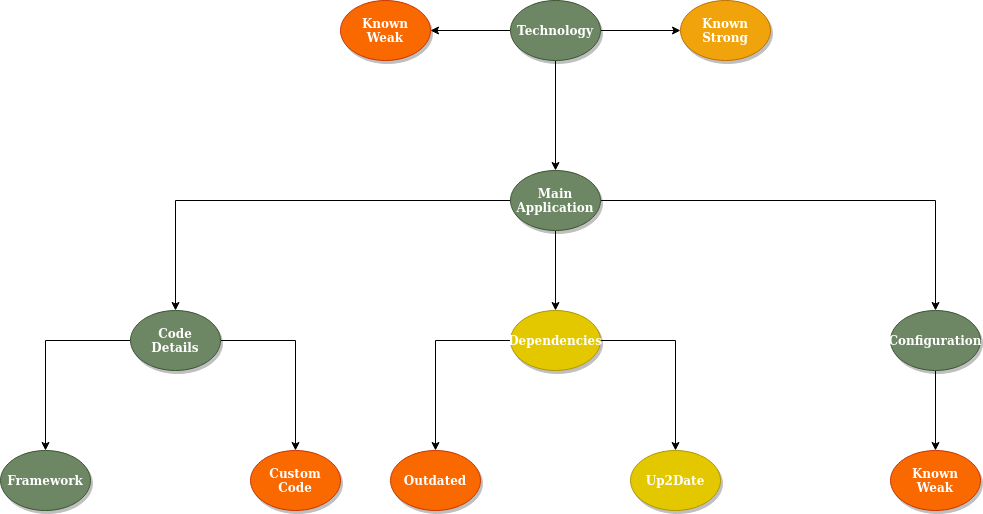 Known
Weak
Technology
Known
Strong
Main
Application
Code
Details
Dependencies
Configuration
Framework
Custom
Code
Outdated
Up2Date
Known
Weak